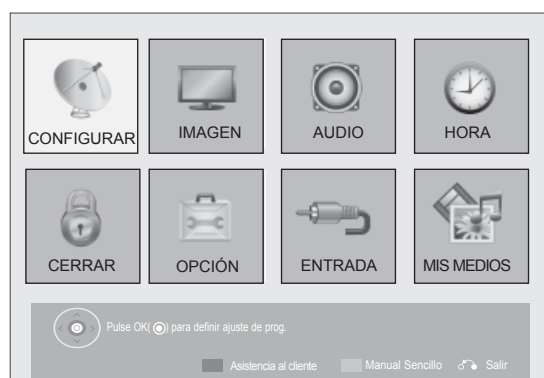 CONFIGURAR IMAGEN AUDIO HORA
CERRAR OPCIÓN ENTRADA MIS MEDIOS
Pulse OK( ) para definir ajuste de prog.
Asistencia al cliente Manual Sencillo Salir